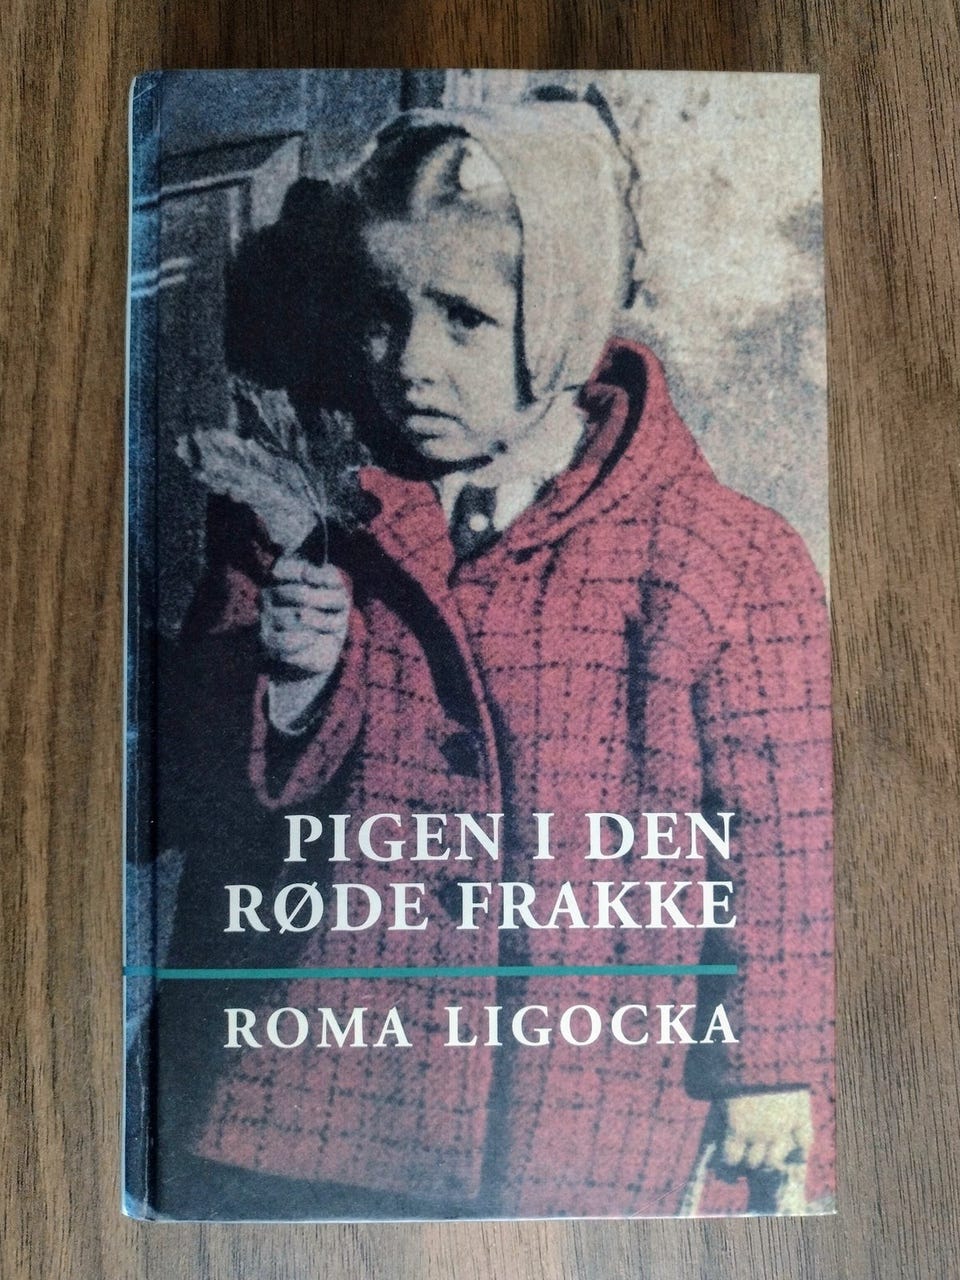 PIGEN I DEN
RØDE FRAKKE
ROMA LIGOCKA